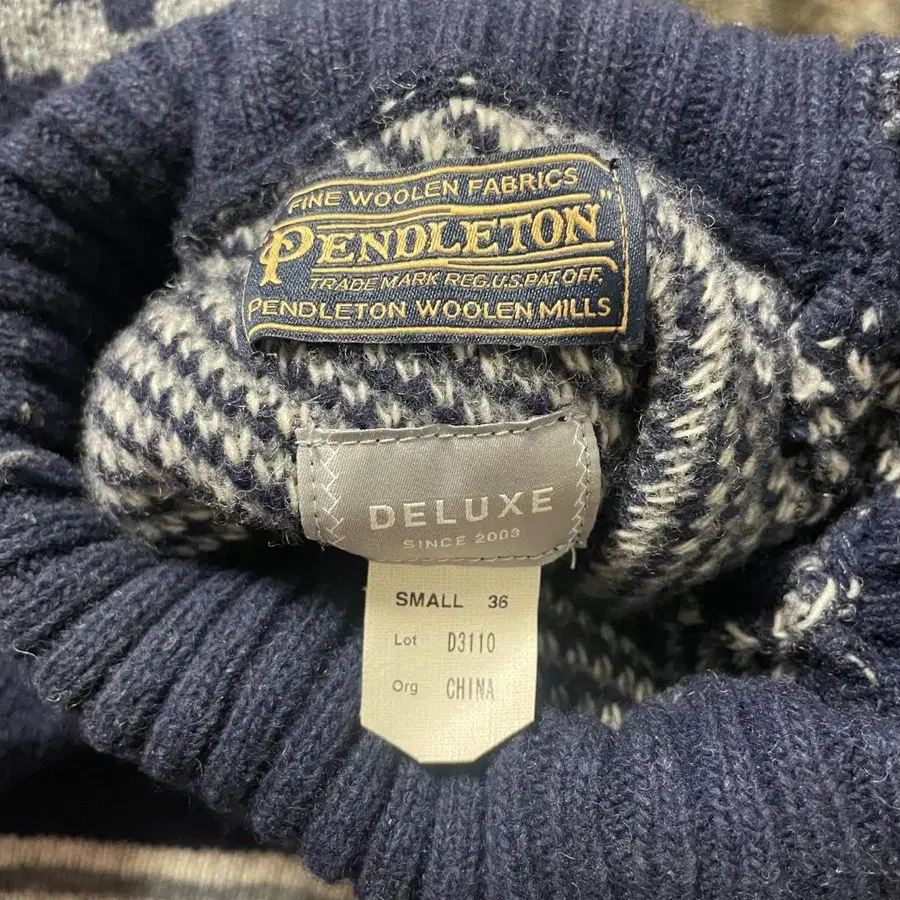 FINE WOOLEN FABRICS
"PENDLETON"
TRADE MARK REG. U.S. PAT. OFF.
PENDLETON WOOLEN MILLS
DELUXE
SINCE 2003
SMALL 36
Lot D3110
Org CHINA